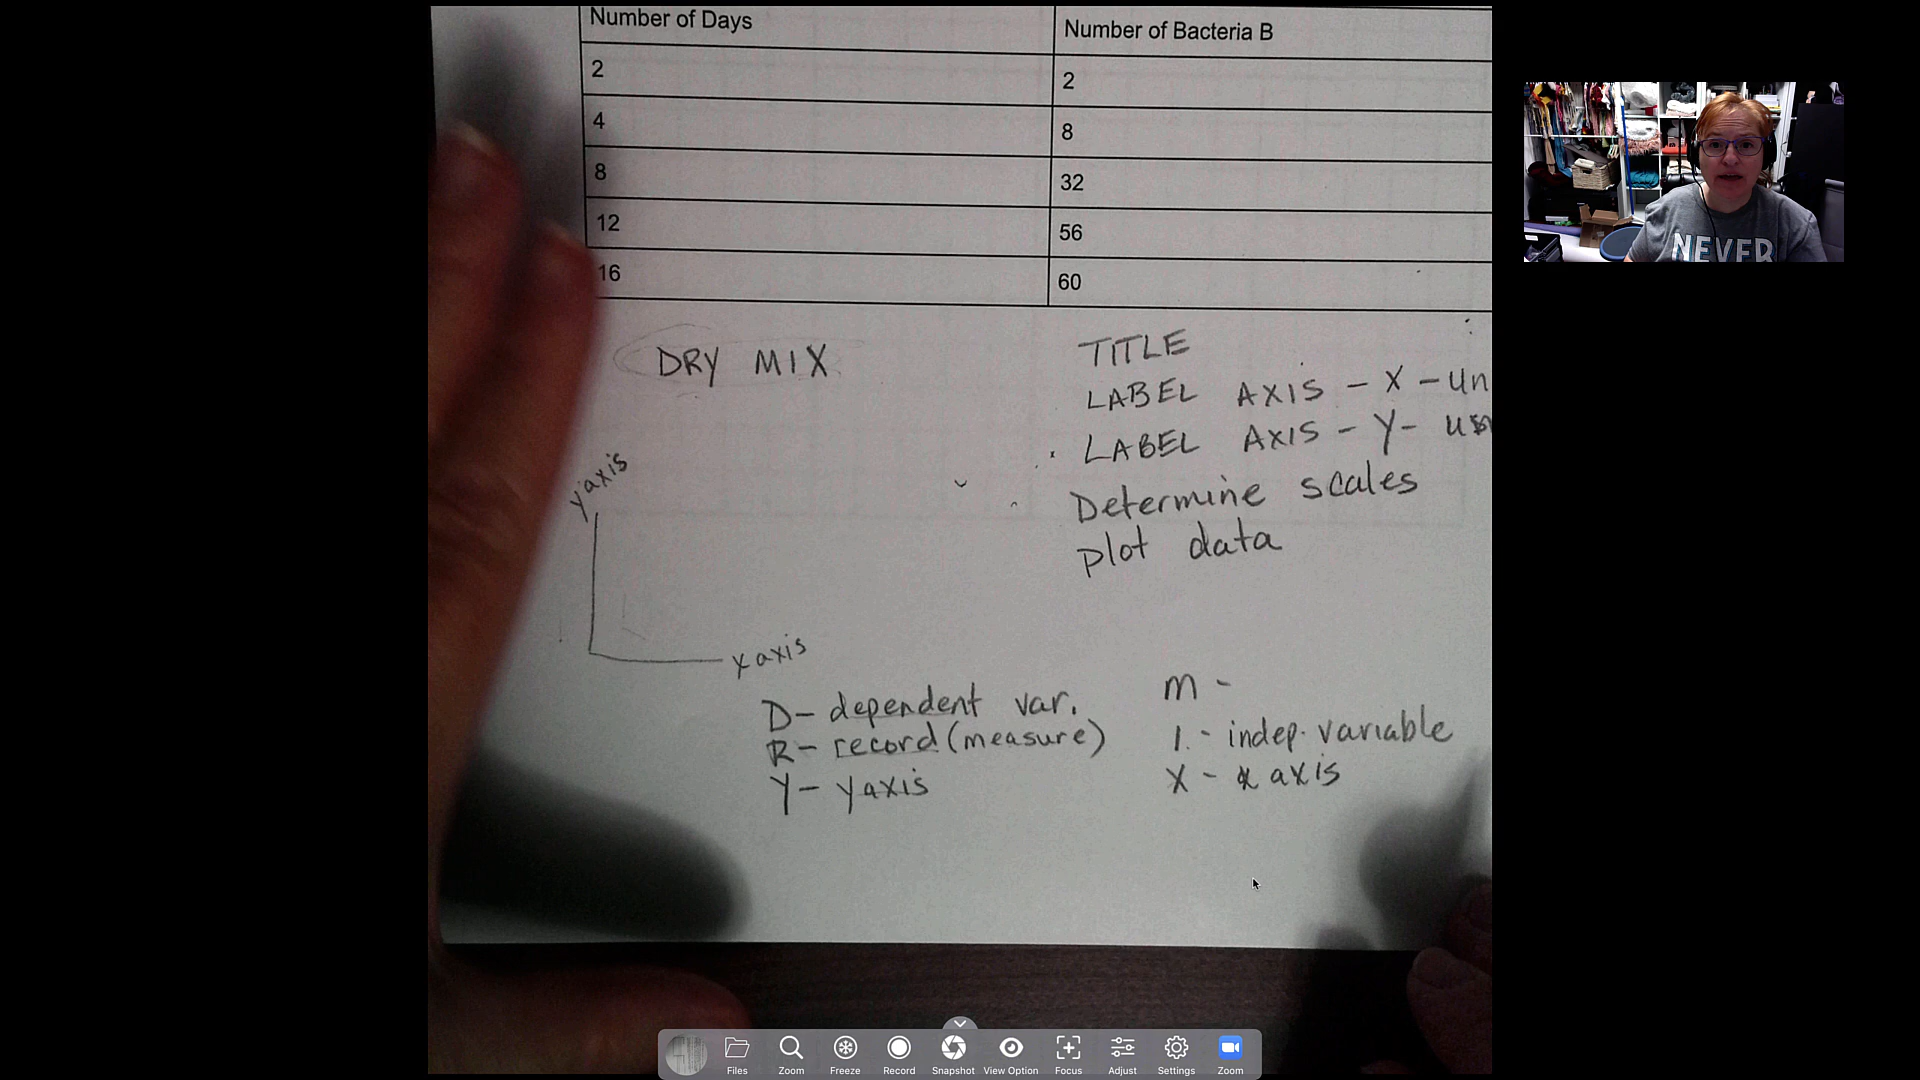 Number of Days Number of Bacteria B
2 2
4 8
8 32
12 56
16 60
DRY MIX
TITLE
LABEL AXIS - X - un
LABEL AXIS - Y -
Determine scales
plot data
y axis
x axis
D- dependent var.
R- record (measure)
Y- y axis
M -
I - indep. variable
X - x axis
NEVER
Files Zoom Freeze Record Snapshot View Option Focus Adjust Settings Zoom